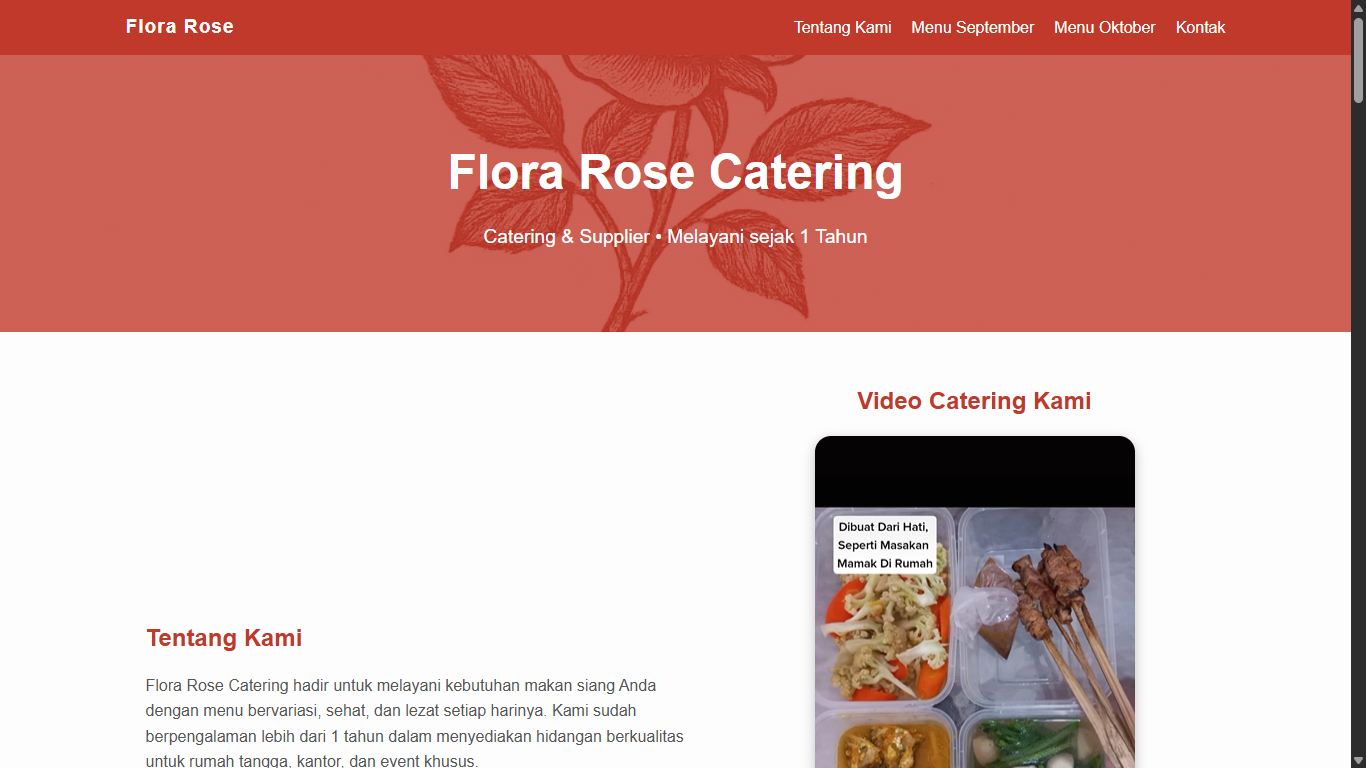 Flora Rose
Tentang Kami Menu September Menu Oktober Kontak
Flora Rose Catering
Catering & Supplier • Melayani sejak 1 Tahun
Video Catering Kami
Dibuat Dari Hati,
Seperti Masakan
Mamak Di Rumah
Tentang Kami
Flora Rose Catering hadir untuk melayani kebutuhan makan siang Anda
dengan menu bervariasi, sehat, dan lezat setiap harinya. Kami sudah
berpengalaman lebih dari 1 tahun dalam menyediakan hidangan berkualitas
untuk rumah tangga, kantor, dan event khusus.